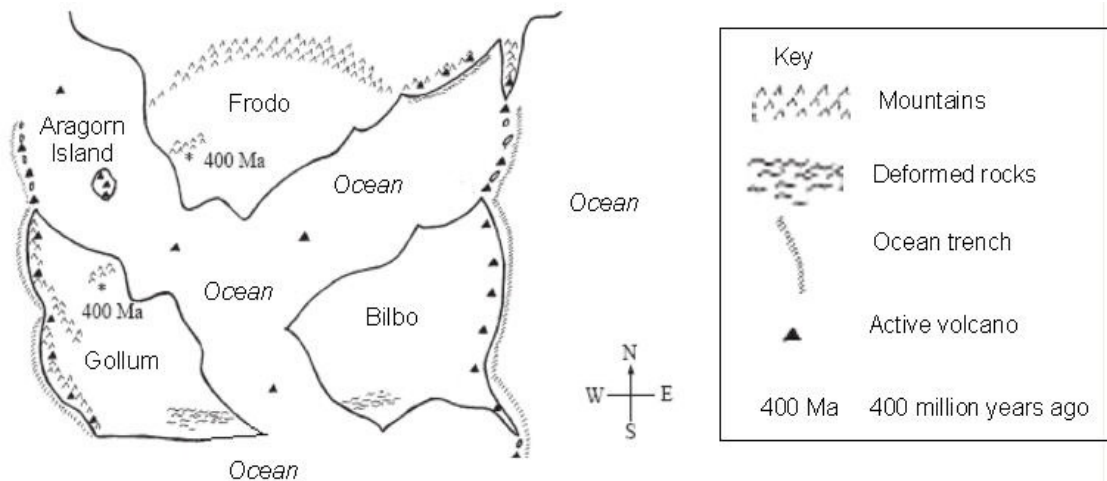 Frodo
Aragorn
Island
* 400 Ma
Ocean
Ocean
Ocean
*
400 Ma
Bilbo
Gollum
Ocean
N
W E
S
Key
Mountains
Deformed rocks
Ocean trench
Active volcano
400 Ma 400 million years ago